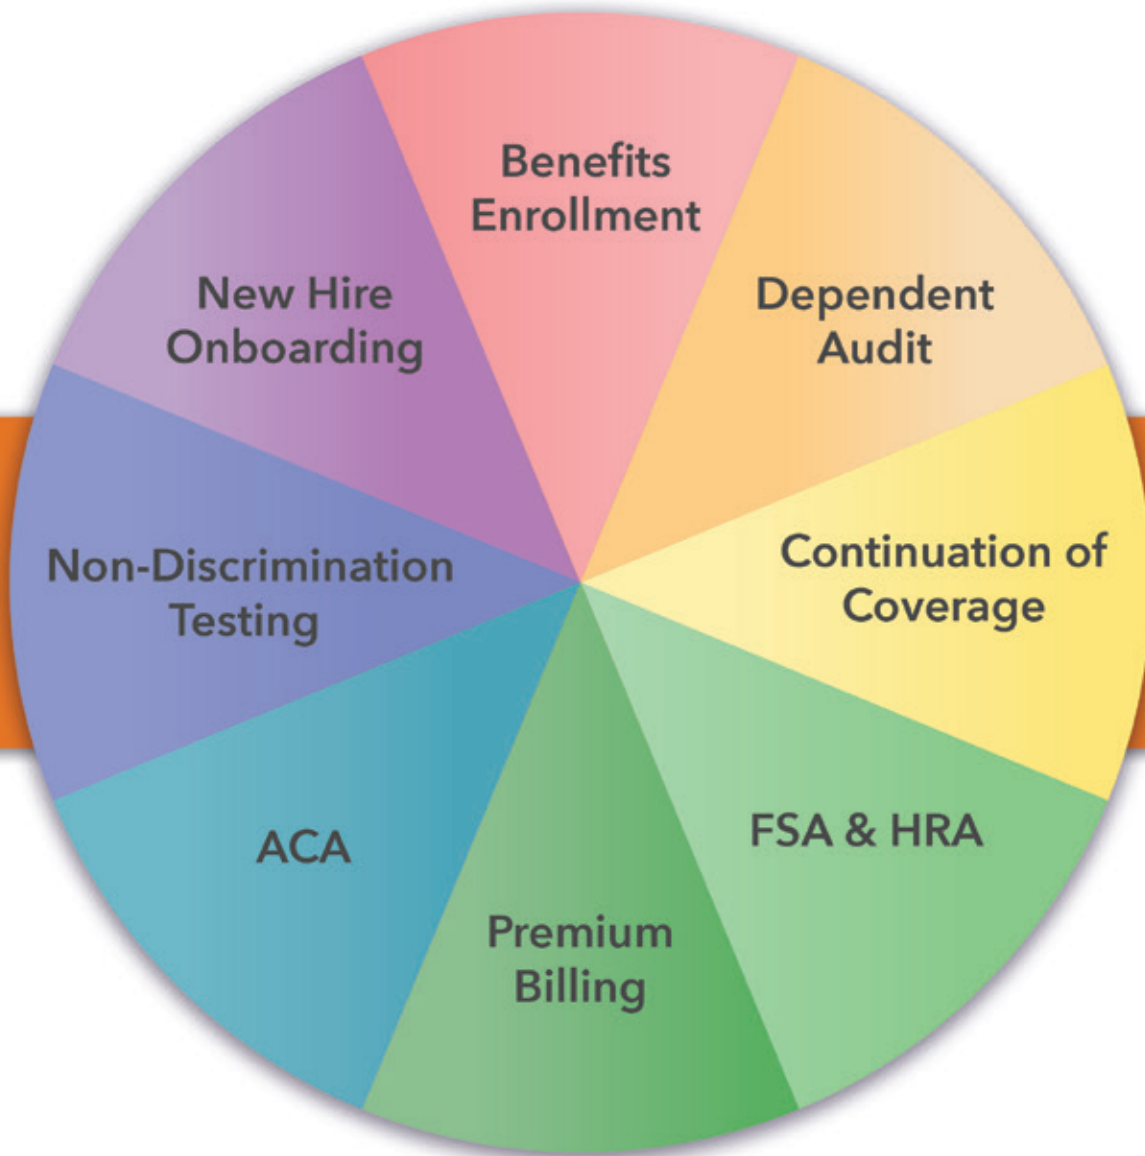 Benefits
Enrollment
Dependent
Audit
Continuation of
Coverage
FSA & HRA
Premium
Billing
ACA
Non-Discrimination
Testing
New Hire
Onboarding